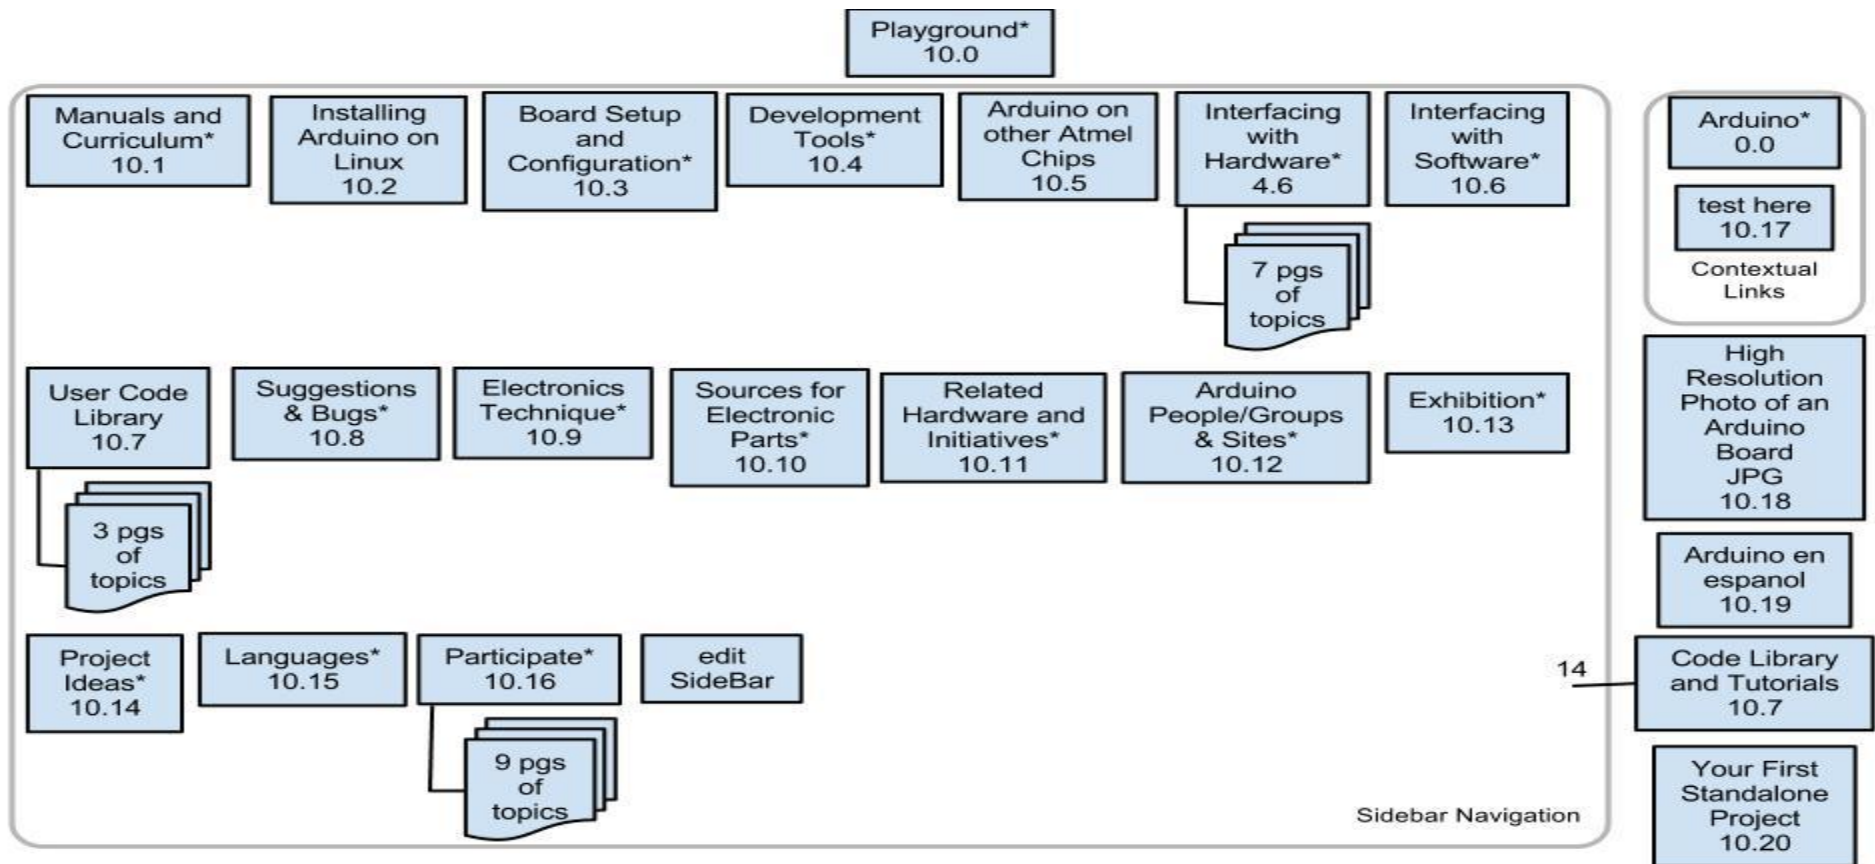 Playground*
10.0
Manuals and
Curriculum*
10.1
Installing
Arduino on
Linux
10.2
Board Setup
and
Configuration*
10.3
Development
Tools*
10.4
Arduino on
other Atmel
Chips
10.5
Interfacing
with
Hardware*
4.6
Interfacing
with
Software*
10.6
7 pgs
of
topics
User Code
Library
10.7
Suggestions
& Bugs*
10.8
Electronics
Technique*
10.9
Sources for
Electronic
Parts*
10.10
Related
Hardware and
Initiatives*
10.11
Arduino
People/Groups
& Sites*
10.12
Exhibition*
10.13
3 pgs
of
topics
Project
Ideas*
10.14
Languages*
10.15
Participate*
10.16
edit
SideBar
9 pgs
of
topics
14
Sidebar Navigation
Arduino*
0.0
test here
10.17
Contextual
Links
High
Resolution
Photo of an
Arduino
Board
JPG
10.18
Arduino en
espanol
10.19
Code Library
and Tutorials
10.7
Your First
Standalone
Project
10.20